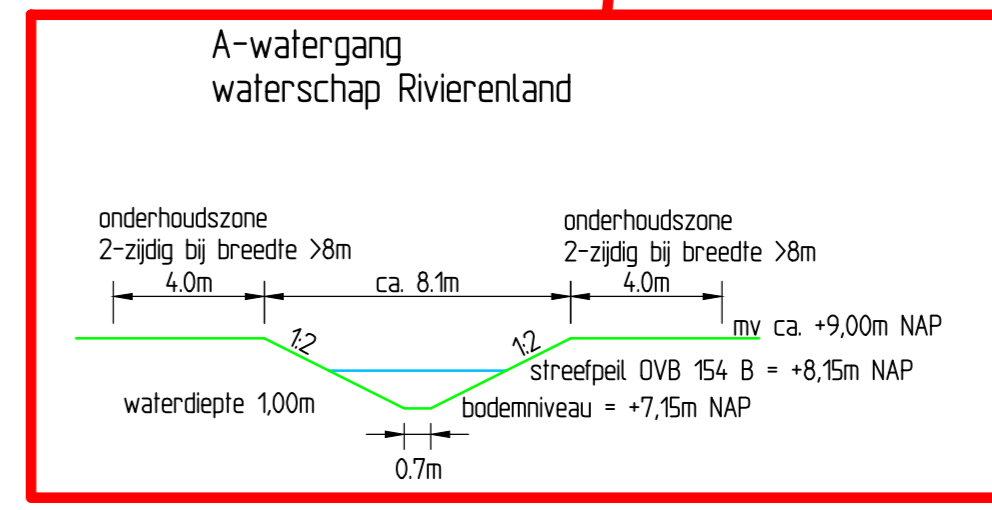 A-watergang
waterschap Rivierenland
onderhoudszone
2-zijdig bij breedte >8m
onderhoudszone
2-zijdig bij breedte >8m
4.0m
ca. 8.1m
4.0m
mv ca. +9,00m NAP
1:2
1:2
streefpeil OVB 154 B = +8,15m NAP
waterdiepte 1,00m
bodemniveau = +7,15m NAP
0.7m